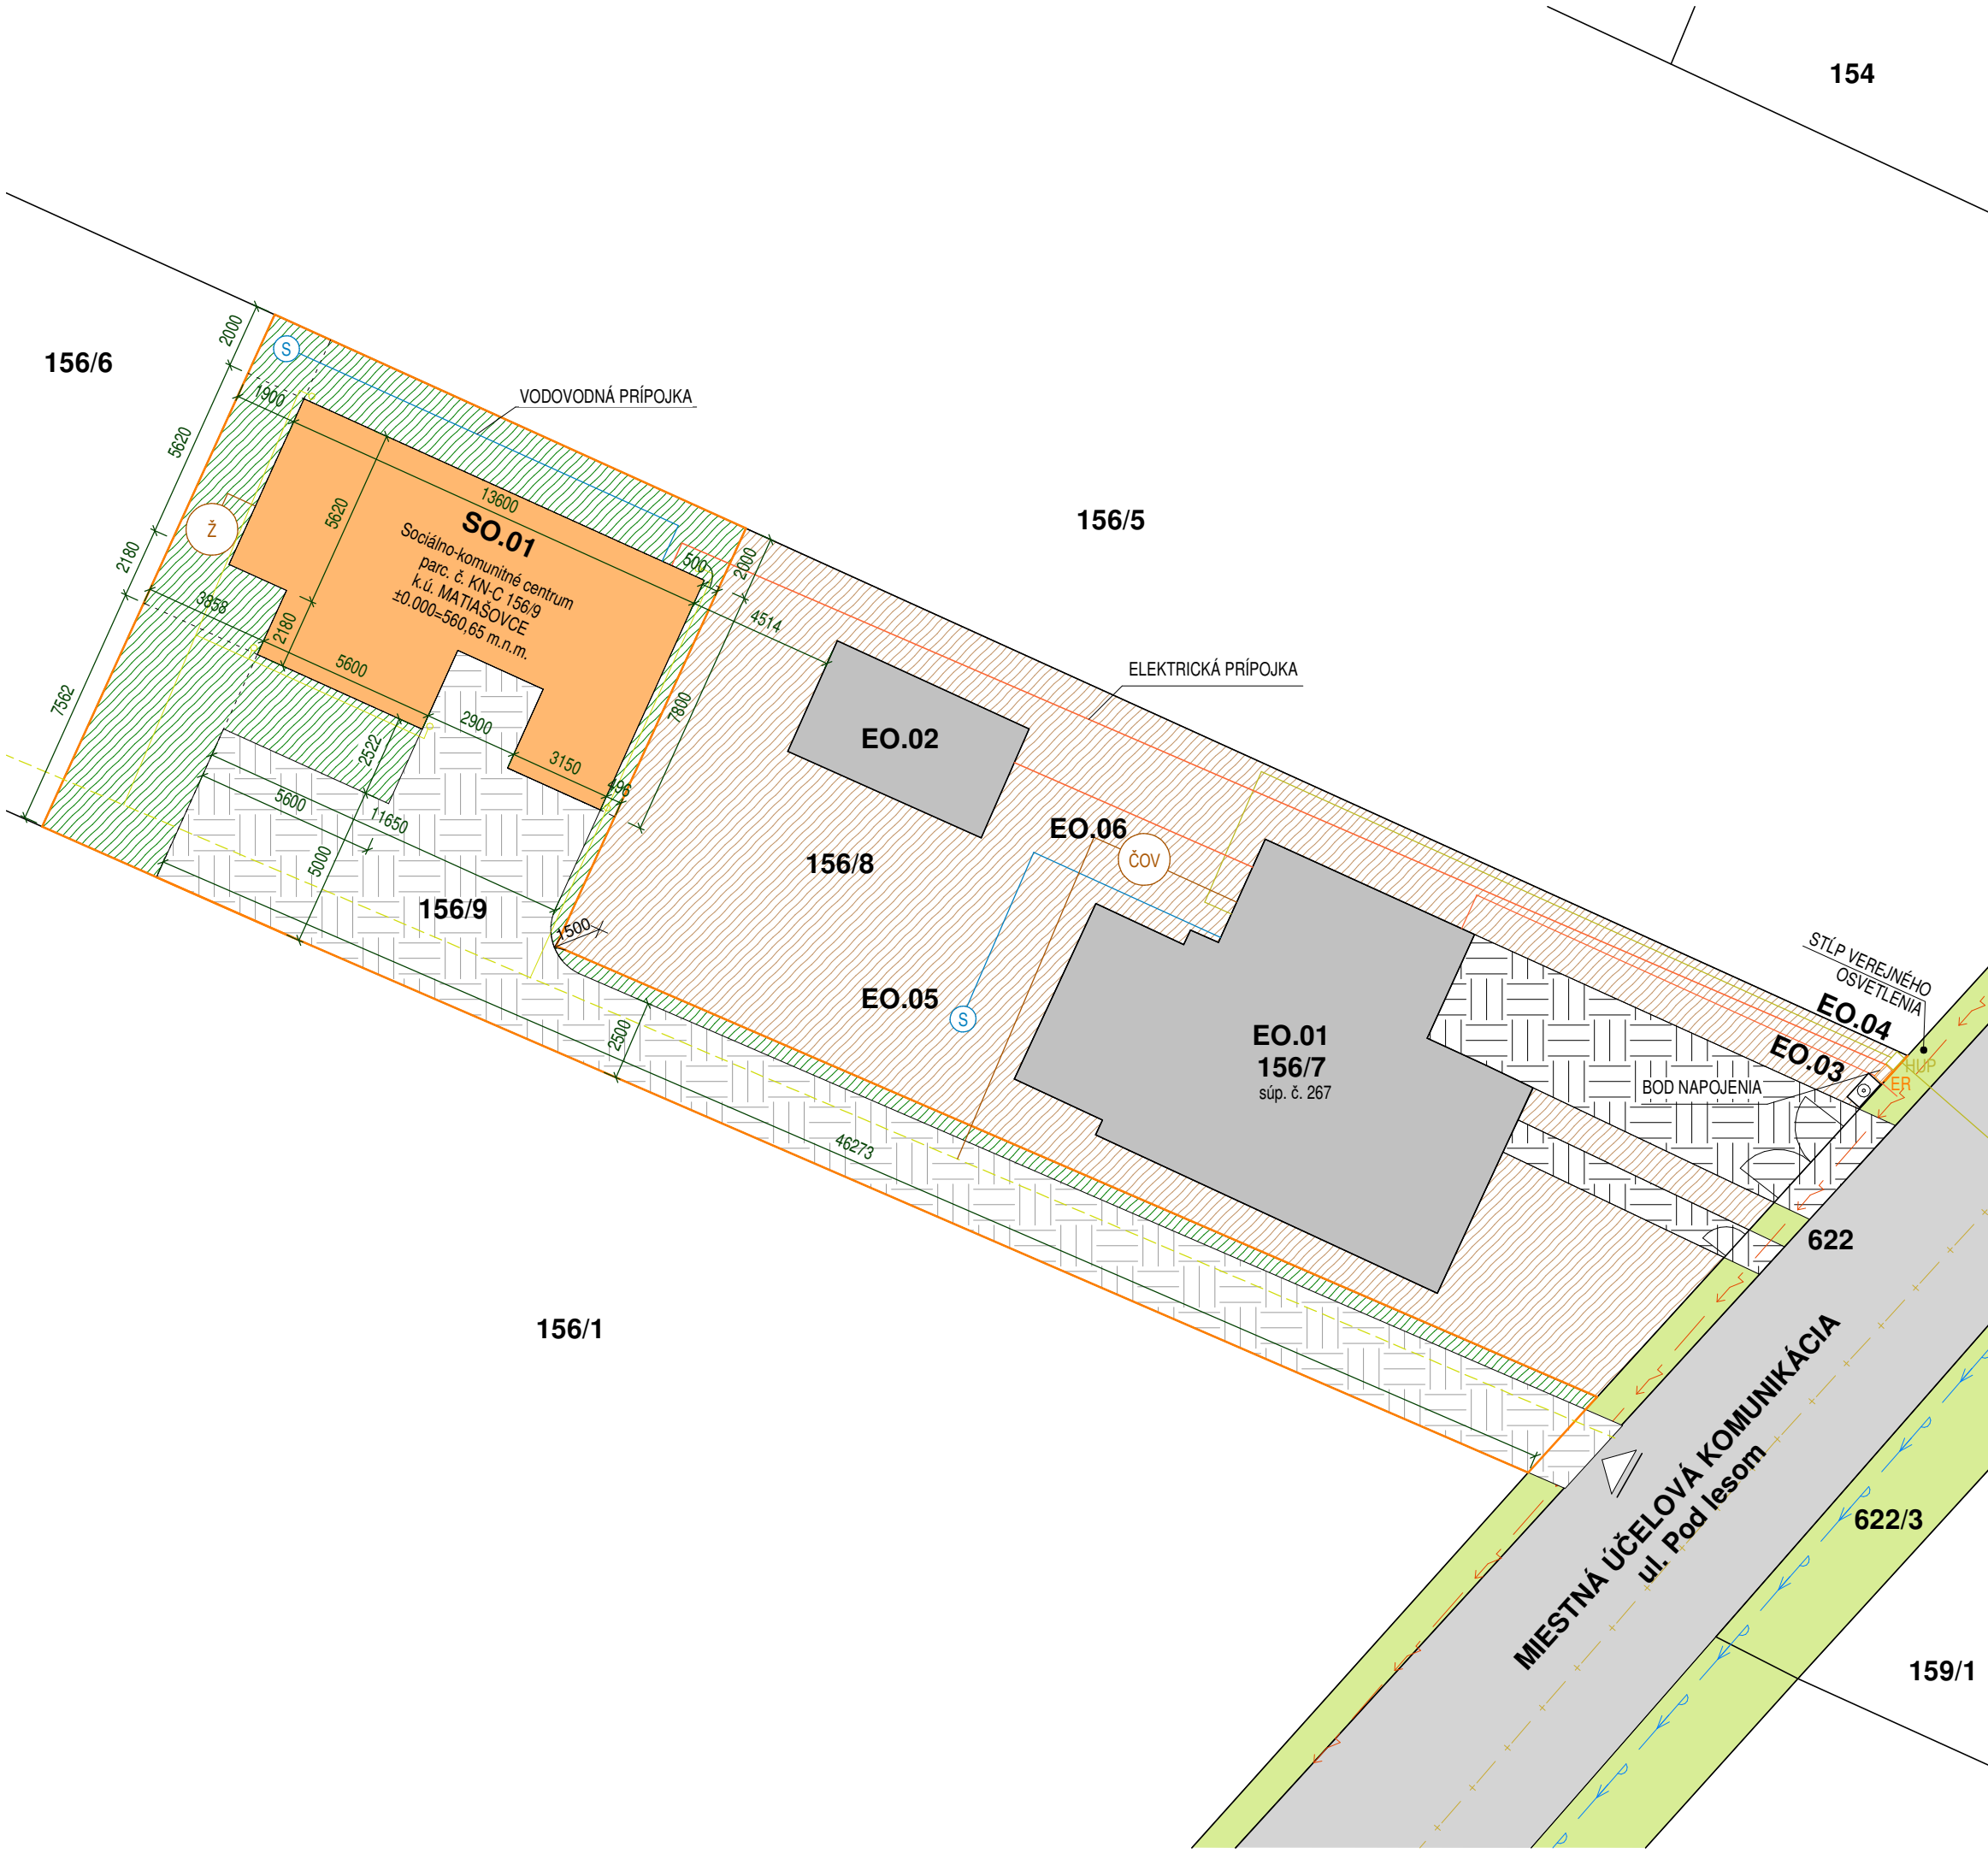 154
156/6
2000
S
1900
VODOVODNÁ PRÍPOJKA
5620
5620
13600
SO.01
Sociálno-komunitné centrum
parc. č. KN-C 156/9
k.ú. MATIAŠOVCE
±0.000=560,65 m.n.m.
156/5
Ž
2180
500
2000
3858
2180
4514
5600
ELEKTRICKÁ PRÍPOJKA
7562
2900
7800
2522
3150
496
EO.02
5600
11650
EO.06
ČOV
5000
156/8
156/9
1500
STĹP VEREJNÉHO
OSVETLENIA
EO.05
S
EO.04
2500
EO.01
156/7
súp. č. 267
EO.03
HUP
ER
BOD NAPOJENIA
46273
622
156/1
MIESTNÁ ÚČELOVÁ KOMUNIKÁCIA
ul. Pod lesom
622/3
159/1